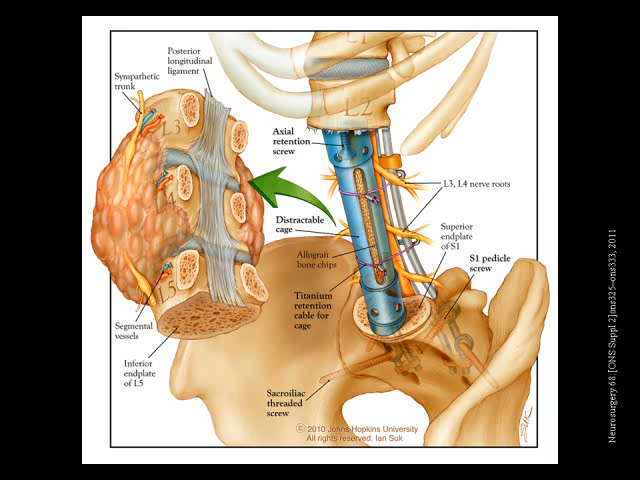 Posterior
longitudinal
ligament
Sympathetic
trunk
L1
L2
L3
L4
L5
Axial
retention
screw
L3, L4 nerve roots
Distractable
cage
Superior
endplate
of S1
Allograft
bone chips
S1 pedicle
screw
Titanium
retention
cable for
cage
Segmental
vessels
Inferior
endplate
of L5
Sacroiliac
threaded
screw
© 2010 Johns Hopkins University
All rights reserved. Ian Suk
Neurosurgery 68 [ONS Suppl 2]ons325–ons333, 2011